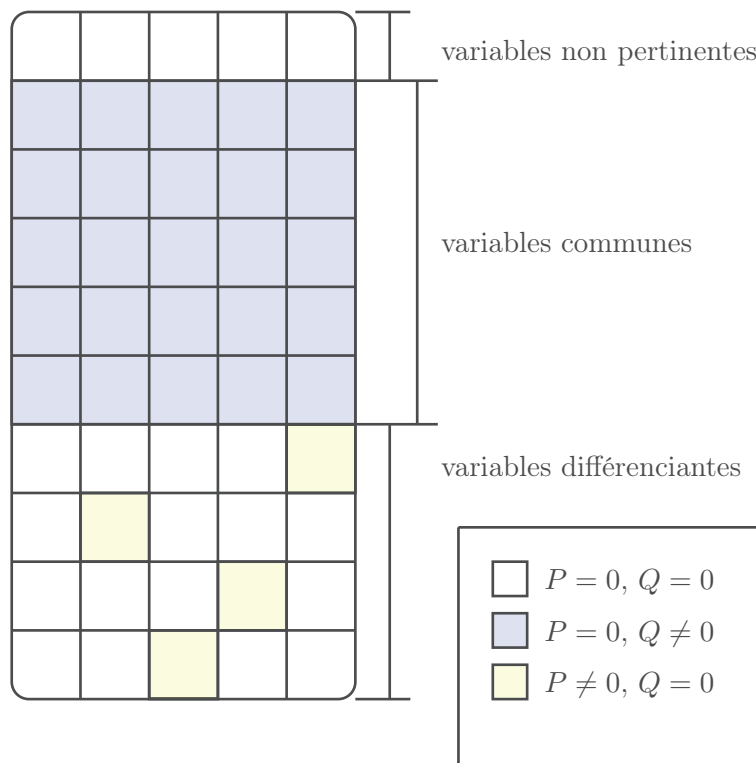 variables non pertinentes
variables communes
variables différenciantes
P = 0, Q = 0
P = 0, Q ≠ 0
P ≠ 0, Q = 0